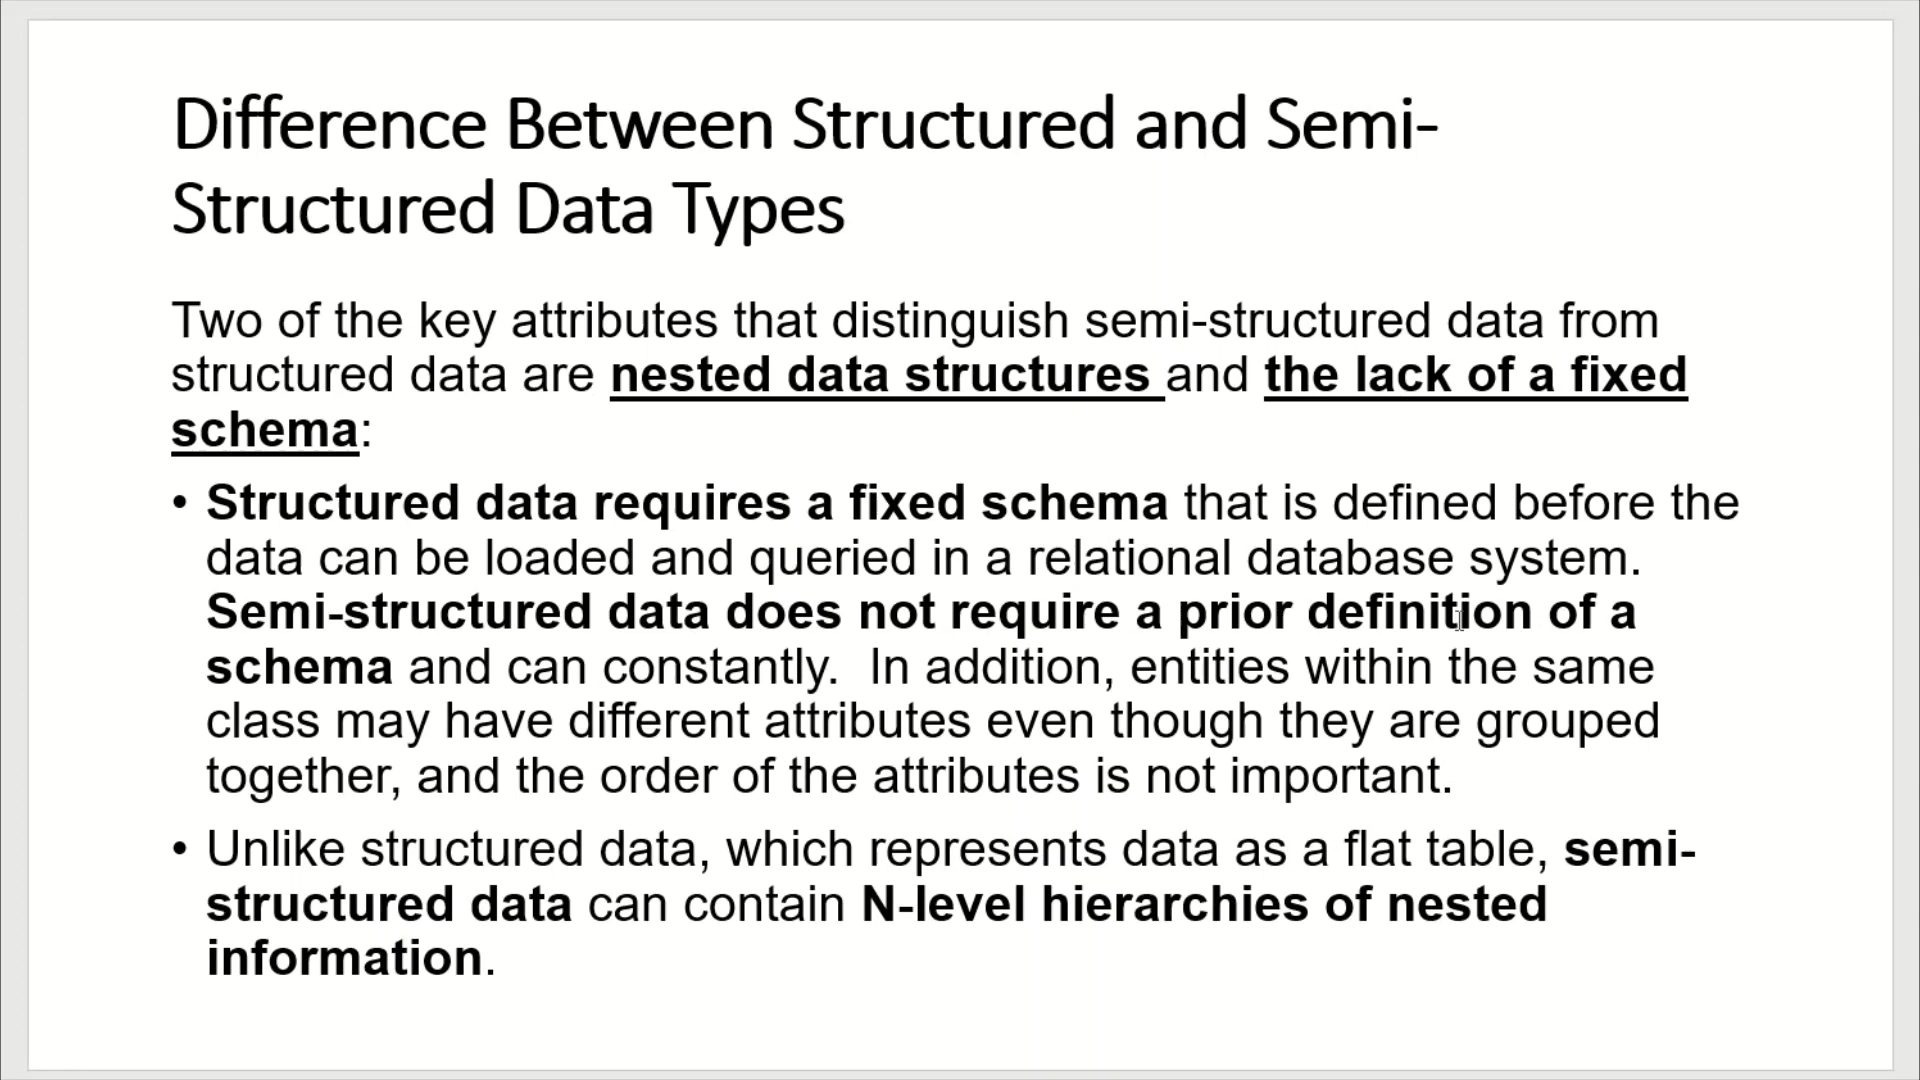 Difference Between Structured and Semi-
Structured Data Types
Two of the key attributes that distinguish semi-structured data from
structured data are nested data structures and the lack of a fixed
schema:
• Structured data requires a fixed schema that is defined before the
data can be loaded and queried in a relational database system.
Semi-structured data does not require a prior definition of a
schema and can constantly.  In addition, entities within the same
class may have different attributes even though they are grouped
together, and the order of the attributes is not important.
• Unlike structured data, which represents data as a flat table, semi-
structured data can contain N-level hierarchies of nested
information.